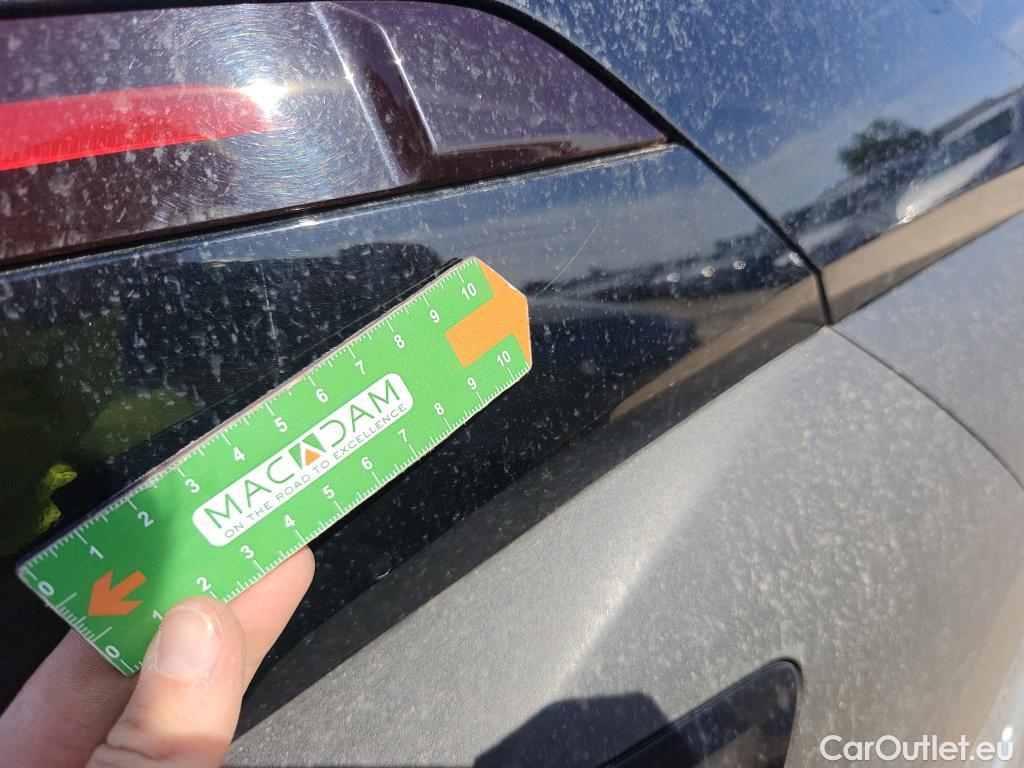 0 1 2 3 4 5 6 7 8 9 10
MACADAM
ON THE ROAD TO EXCELLENCE
0 1 2 3 4 5 6 7 8 9 10
CarOutlet.eu